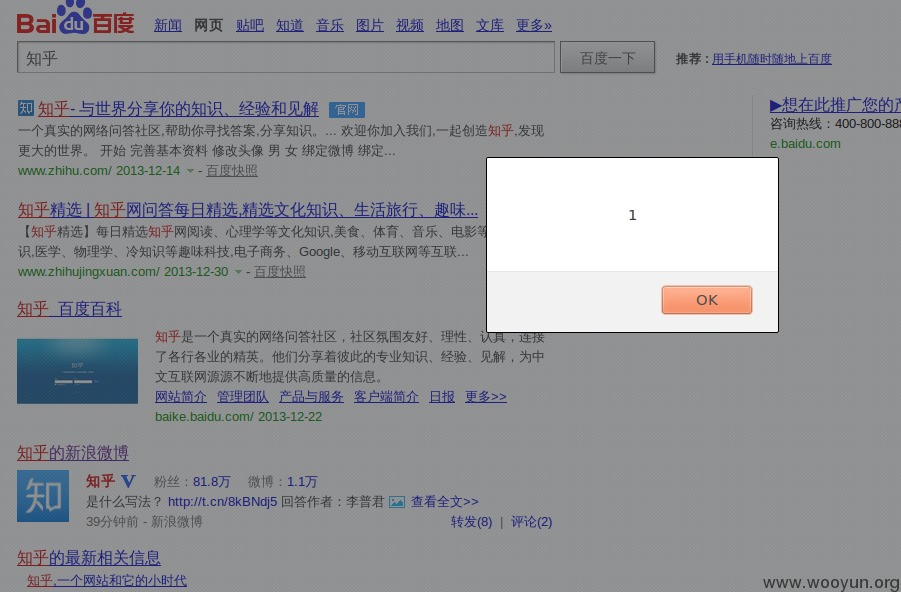 Bai du 百度 新闻 网页 贴吧 知道 音乐 图片 视频 地图 文库 更多»
知乎 百度一下 推荐 : 用手机随时随地上百度
知 知乎- 与世界分享你的知识、经验和见解 官网
一个真实的网络问答社区,帮助你寻找答案,分享知识。... 欢迎你加入我们,一起创造知乎,发现
更大的世界。 开始 完善基本资料 修改头像 男 女 绑定微博 绑定...
www.zhihu.com/ 2013-12-14 - 百度快照
▶想在此推广您的产
咨询热线：400-800-888
e.baidu.com
知乎精选 | 知乎网问答每日精选,精选文化知识、生活旅行、趣味...
【知乎精选】每日精选知乎网阅读、心理学等文化知识,美食、体育、音乐、电影等
识,医学、物理学、冷知识等趣味科技,电子商务、Google、移动互联网等互联...
www.zhihujingxuan.com/ 2013-12-30 - 百度快照
1
OK
知乎_百度百科
知乎
知乎是一个真实的网络问答社区，社区氛围友好、理性、认真，连接
了各行各业的精英。他们分享着彼此的专业知识、经验、见解，为中
文互联网源源不断地提供高质量的信息。
网站简介 管理团队 产品与服务 客户端简介 日报 更多>>
baike.baidu.com/ 2013-12-22
知乎的新浪微博
知
知乎 V 粉丝：81.8万 微博：1.1万
是什么写法？ http://t.cn/8kBNdj5 回答作者：李普君 查看全文>>
39分钟前 - 新浪微博 转发(8) | 评论(2)
知乎的最新相关信息
知乎,一个网站和它的小时代
www.wooyun.org